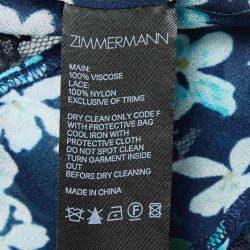 ZIMMERMANN
MAIN:
100% VISCOSE
LACE:
100% NYLON
EXCLUSIVE OF TRIMS
DRY CLEAN ONLY CODE F
WITH PROTECTIVE BAG
COOL IRON WITH
PROTECTIVE CLOTH
DO NOT SPOT CLEAN
TURN GARMENT INSIDE
OUT
BEFORE DRY CLEANING
MADE IN CHINA